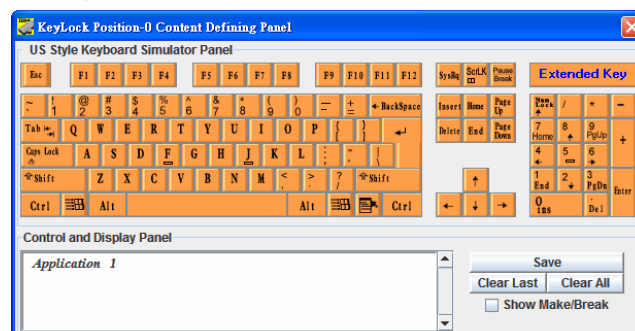 KeyLock Position-0 Content Defining Panel
US Style Keyboard Simulator Panel
Esc F1 F2 F3 F4 F5 F6 F7 F8 F9 F10 F11 F12 SysRq ScrLK Pause Break Extended Key
~ ! 1 @ 2 # 3 $ 4 % 5 ^ 6 & 7 * 8 ( 9 ) 0 — + = BackSpace Insert Home Page Up Num Lock / * -
Tab Q W E R T Y U I O P { } Delete End Page Down 7 Home 8 9 PgUp +
Caps Lock A S D F G H J K L : ; " \ 4 5 6
Shift Z X C V B N M < > ? / Shift 1 End 2 3 PgDn Enter
Ctrl Alt Alt Ctrl 0 ins . Del
Control and Display Panel
Application 1
Save
Clear Last Clear All
Show Make/Break